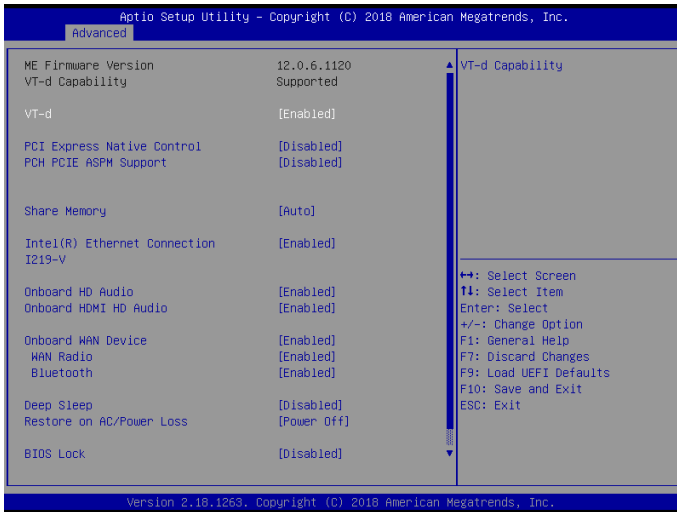 Aptio Setup Utility – Copyright (C) 2018 American Megatrends, Inc.
Advanced
ME Firmware Version 12.0.6.1120
VT-d Capability Supported
VT-d [Enabled]
PCI Express Native Control [Disabled]
PCH PCIE ASPM Support [Disabled]
Share Memory [Auto]
Intel(R) Ethernet Connection [Enabled]
I219-V
Onboard HD Audio [Enabled]
Onboard HDMI HD Audio [Enabled]
Onboard WAN Device [Enabled]
WAN Radio [Enabled]
Bluetooth [Enabled]
Deep Sleep [Disabled]
Restore on AC/Power Loss [Power Off]
BIOS Lock [Disabled]
VT-d Capability
↔: Select Screen
↑↓: Select Item
Enter: Select
+/-: Change Option
F1: General Help
F7: Discard Changes
F9: Load UEFI Defaults
F10: Save and Exit
ESC: Exit
Version 2.18.1263. Copyright (C) 2018 American Megatrends, Inc.